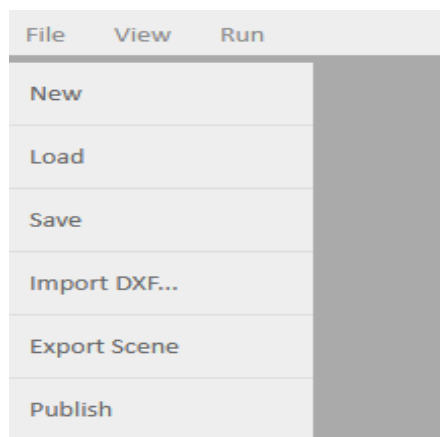 File View Run
New
Load
Save
Import DXF...
Export Scene
Publish